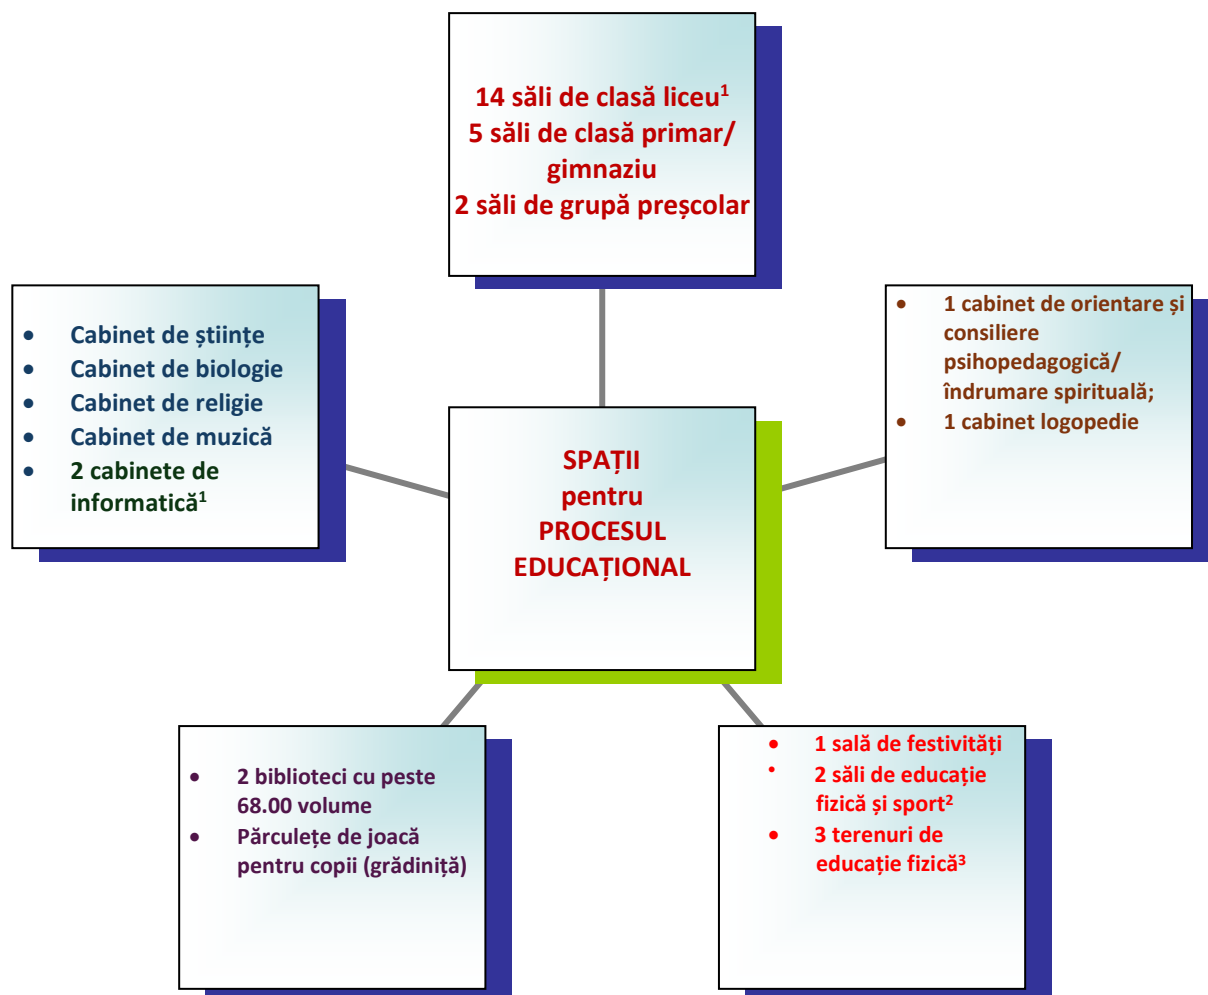 14 săli de clasă liceu¹
5 săli de clasă primar/
gimnaziu
2 săli de grupă preșcolar
• Cabinet de științe
• Cabinet de biologie
• Cabinet de religie
• Cabinet de muzică
• 2 cabinete de
informatică¹
• 1 cabinet de orientare și
consiliere
psihopedagogică/
îndrumare spirituală;
• 1 cabinet logopedie
SPAȚII
pentru
PROCESUL
EDUCAȚIONAL
• 2 biblioteci cu peste
68.00 volume
• Părculețe de joacă
pentru copii (grădiniță)
• 1 sală de festivități
• 2 săli de educație
fizică și sport²
• 3 terenuri de
educație fizică³